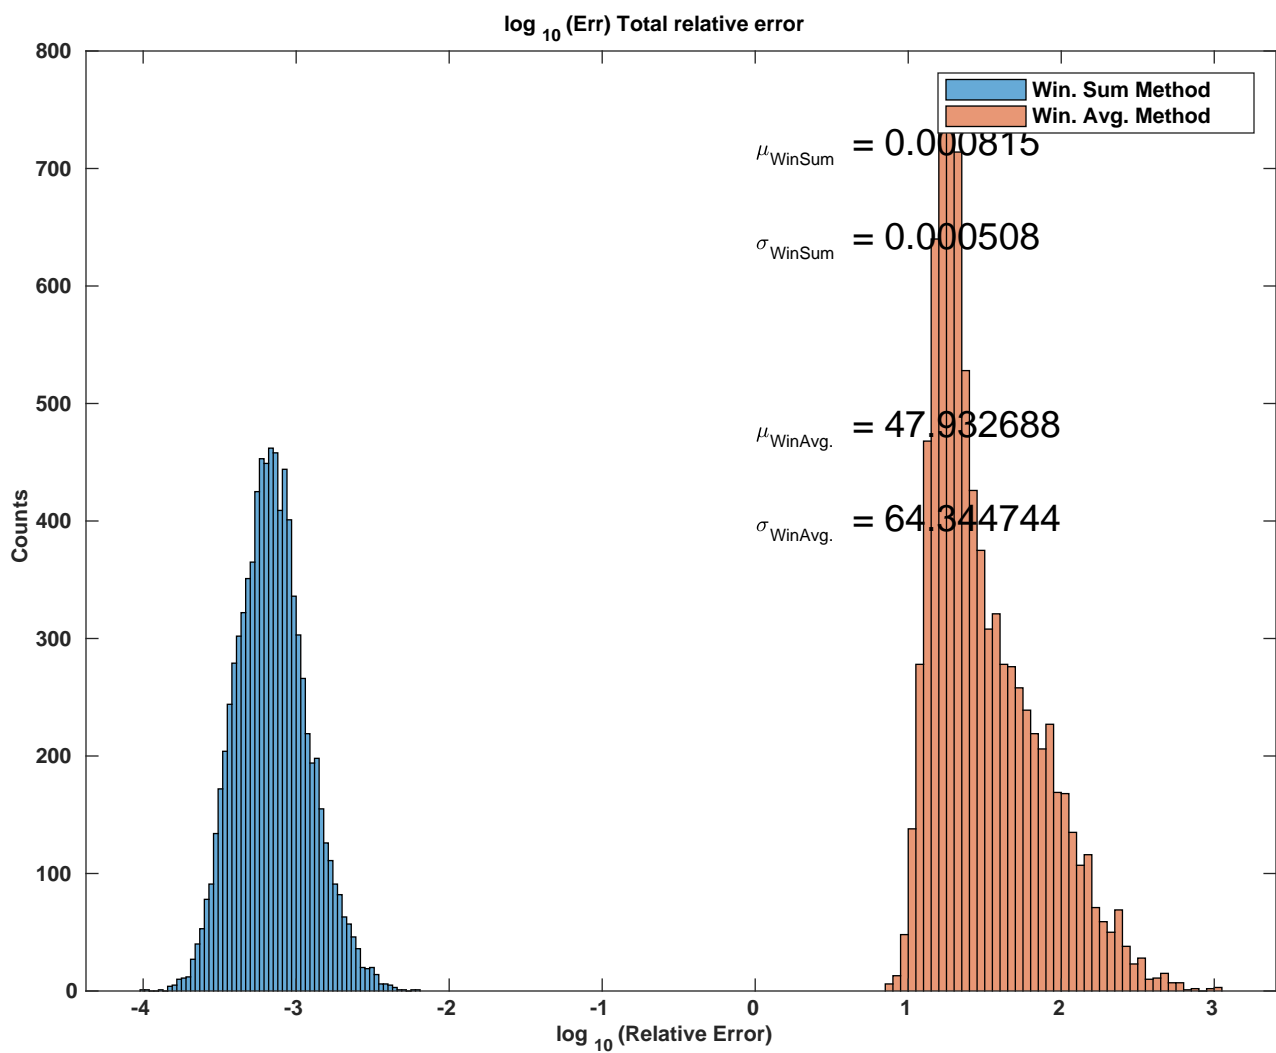 log 10 (Err) Total relative error
800
700
600
500
400
300
200
100
0
Counts
Win. Sum Method
Win. Avg. Method
μWinSum = 0.000815
σWinSum = 0.000508
μWinAvg. = 47.932688
σWinAvg. = 64.344744
-4 -3 -2 -1 0 1 2 3
log 10 (Relative Error)